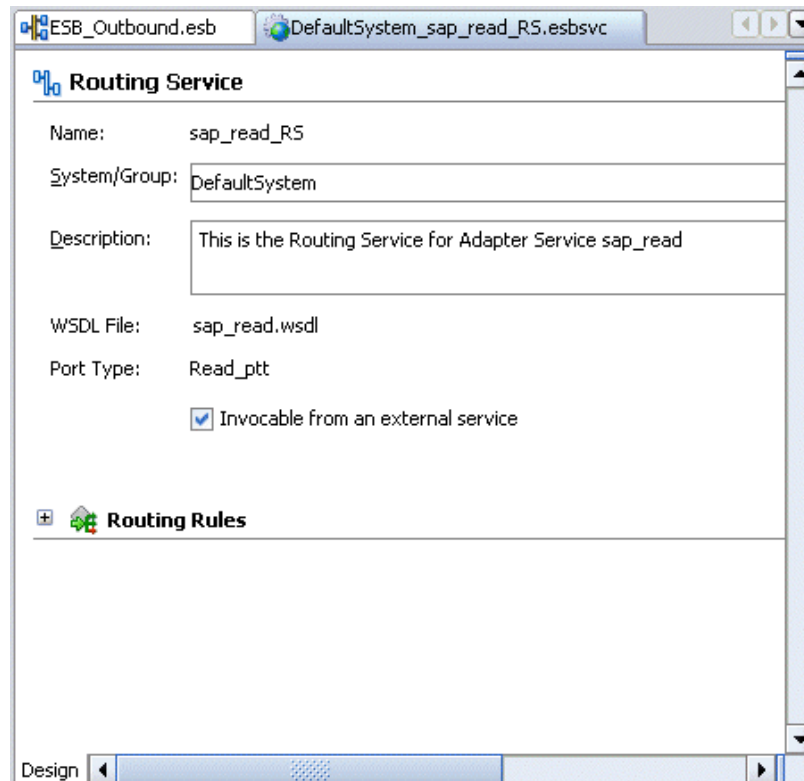 ESB_Outbound.esb DefaultSystem_sap_read_RS.esbsvc
Routing Service
Name: sap_read_RS
System/Group: DefaultSystem
Description: This is the Routing Service for Adapter Service sap_read
WSDL File: sap_read.wsdl
Port Type: Read_ptt
Invocable from an external service
Routing Rules
Design